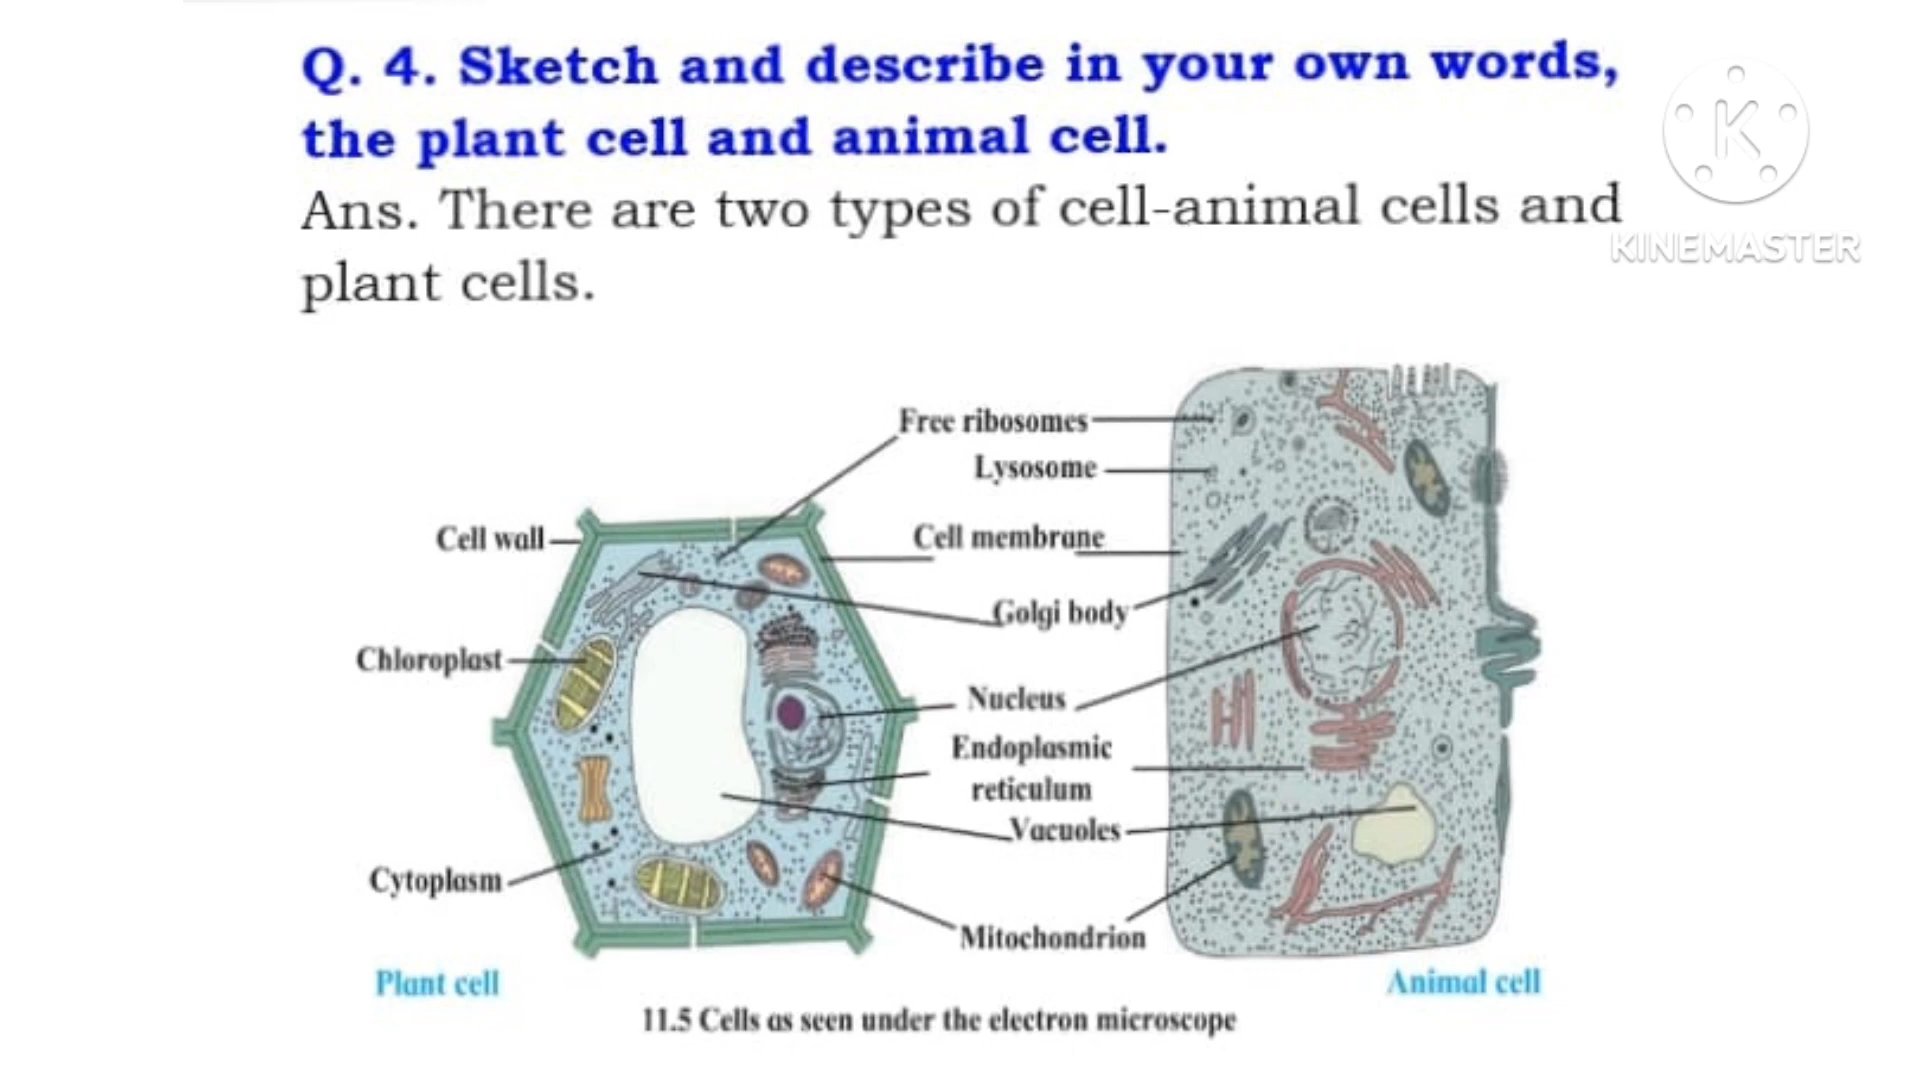 Q. 4. Sketch and describe in your own words,
the plant cell and animal cell.
Ans. There are two types of cell-animal cells and
plant cells.
K
KINEMASTER
Free ribosomes
Lysosome
Cell wall
Cell membrane
Golgi body
Chloroplast
Nucleus
Endoplasmic
reticulum
Vacuoles
Cytoplasm
Mitochondrion
Plant cell
Animal cell
11.5 Cells as seen under the electron microscope